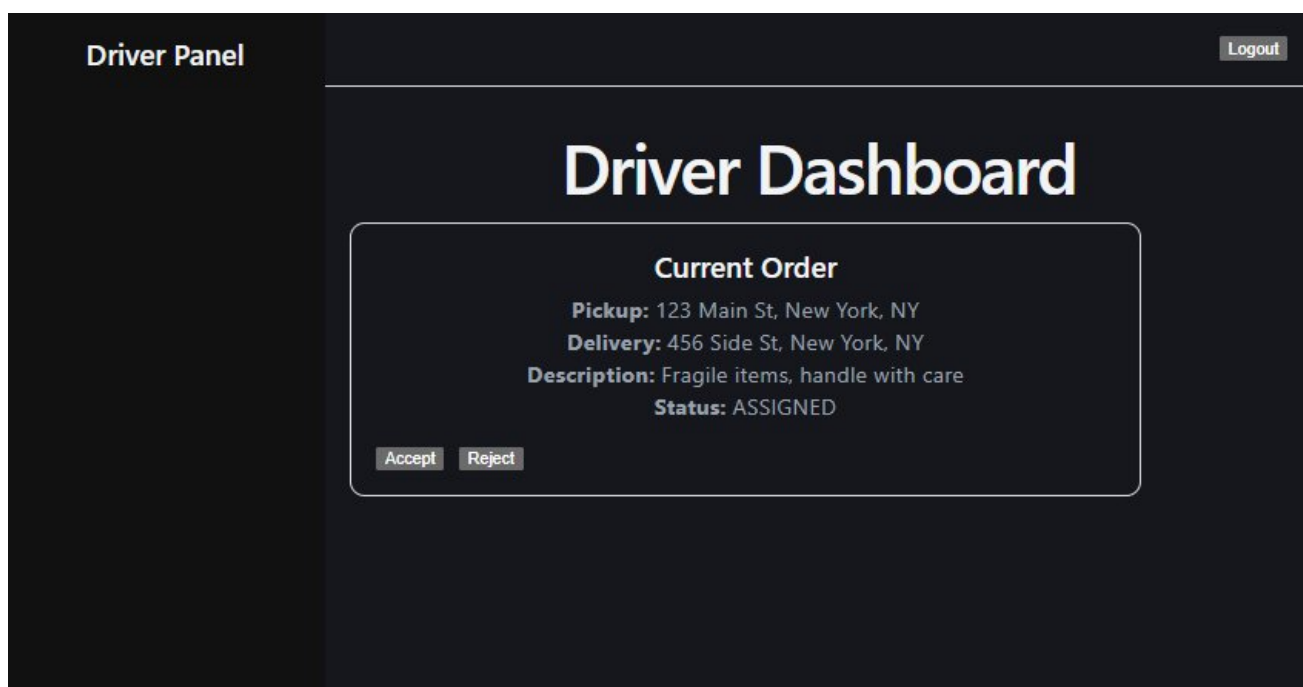 Driver Panel
Logout
Driver Dashboard
Current Order
Pickup: 123 Main St, New York, NY
Delivery: 456 Side St, New York, NY
Description: Fragile items, handle with care
Status: ASSIGNED
Accept Reject